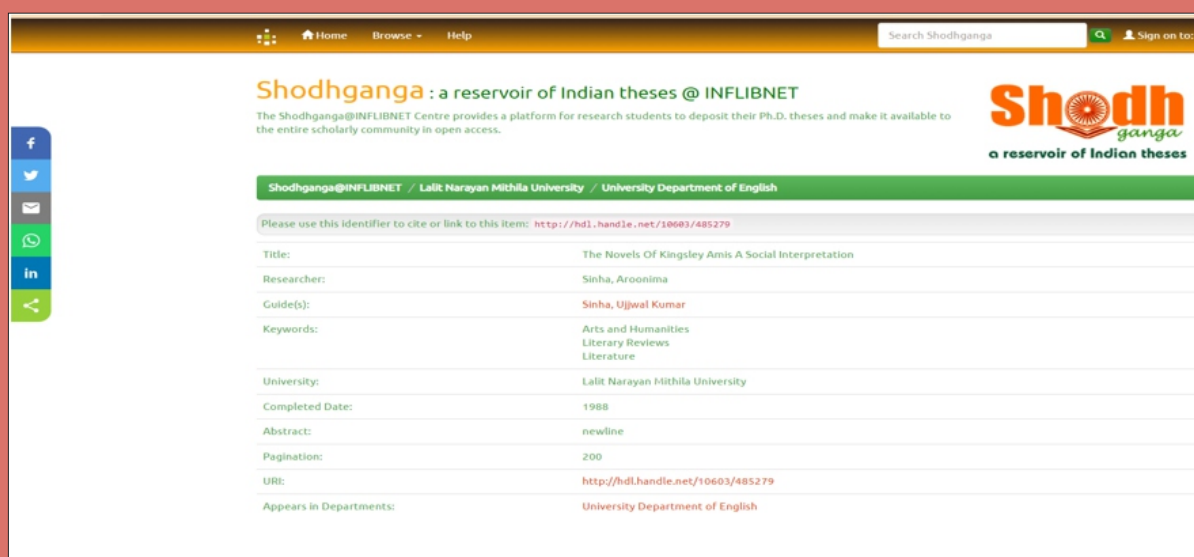 Home Browse Help Search Shodhganga Sign on to:
Shodhganga : a reservoir of Indian theses @ INFLIBNET
The Shodhganga@INFLIBNET Centre provides a platform for research students to deposit their Ph.D. theses and make it available to
the entire scholarly community in open access.
Shodh
ganga
a reservoir of Indian theses
f
in
Shodhganga@INFLIBNET / Lalit Narayan Mithila University / University Department of English
Please use this identifier to cite or link to this item: http://hdl.handle.net/10603/485279
Title: The Novels Of Kingsley Amis A Social Interpretation
Researcher: Sinha, Aroonima
Guide(s): Sinha, Ujjwal Kumar
Keywords: Arts and Humanities
Literary Reviews
Literature
University: Lalit Narayan Mithila University
Completed Date: 1988
Abstract: newline
Pagination: 200
URI: http://hdl.handle.net/10603/485279
Appears in Departments: University Department of English